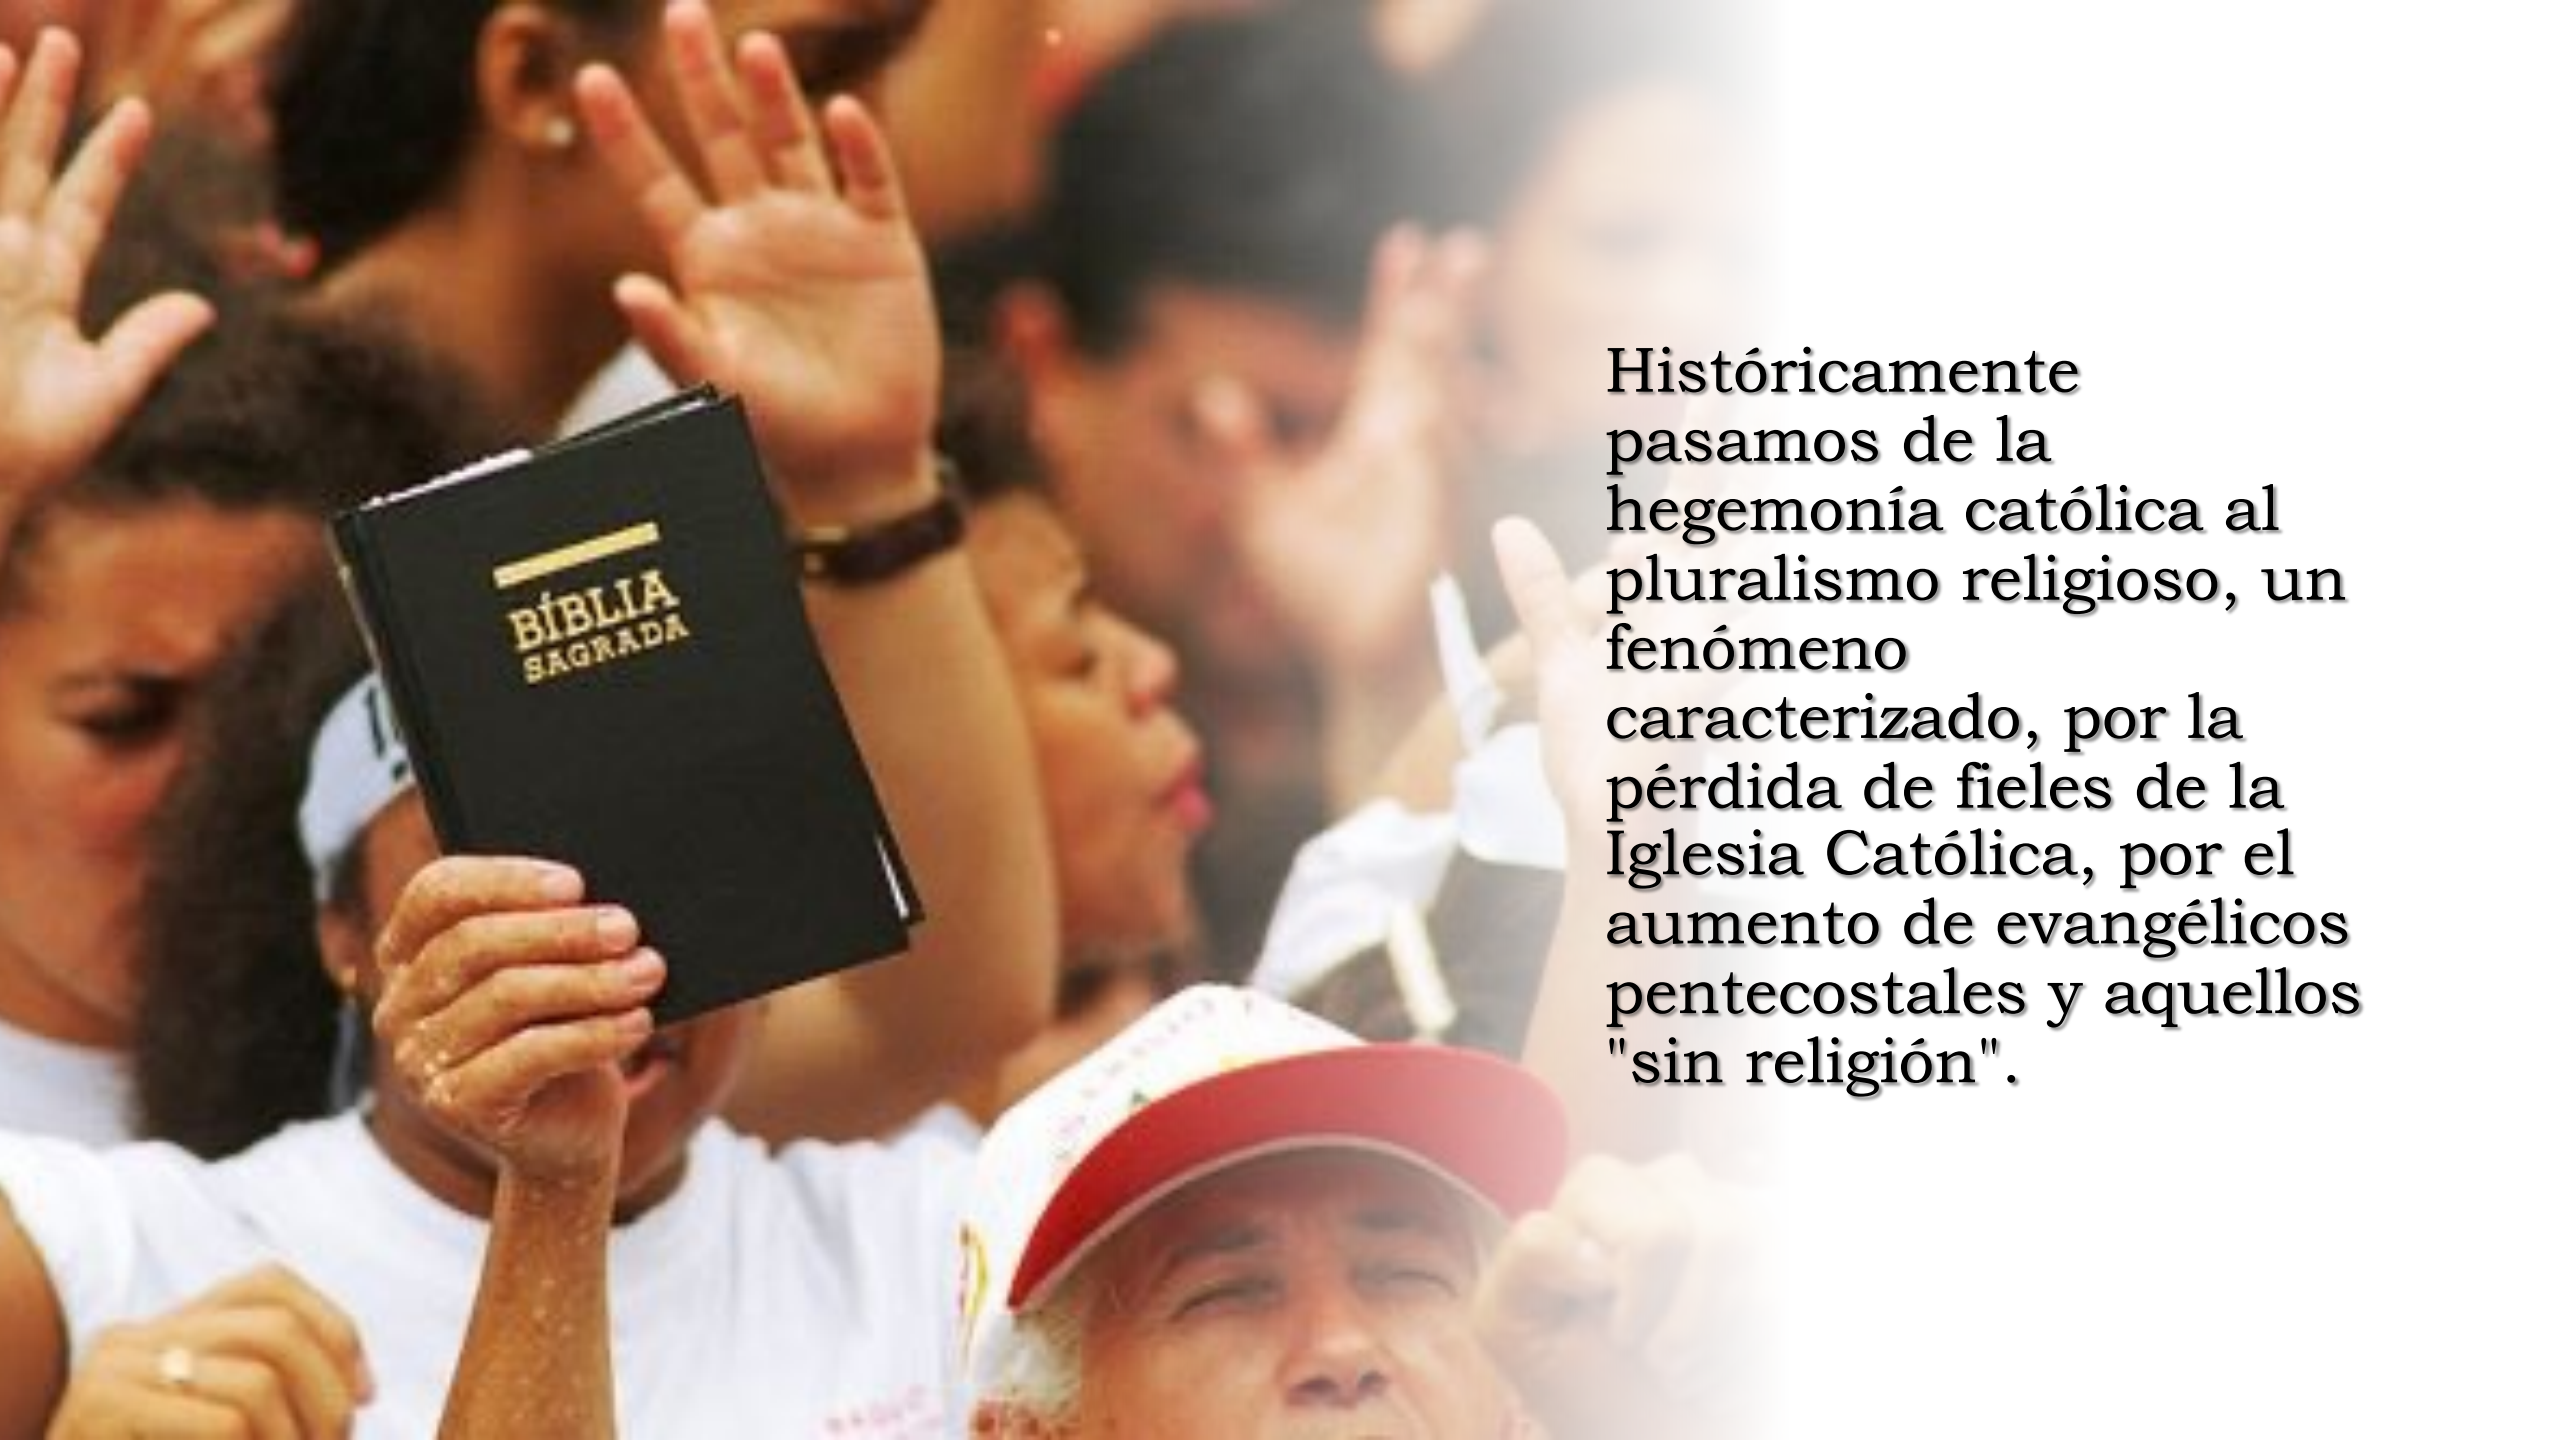 BÍBLIA
SAGRADA
Históricamente
pasamos de la
hegemonía católica al
pluralismo religioso, un
fenómeno
caracterizado, por la
pérdida de fieles de la
Iglesia Católica, por el
aumento de evangélicos
pentecostales y aquellos
"sin religión".